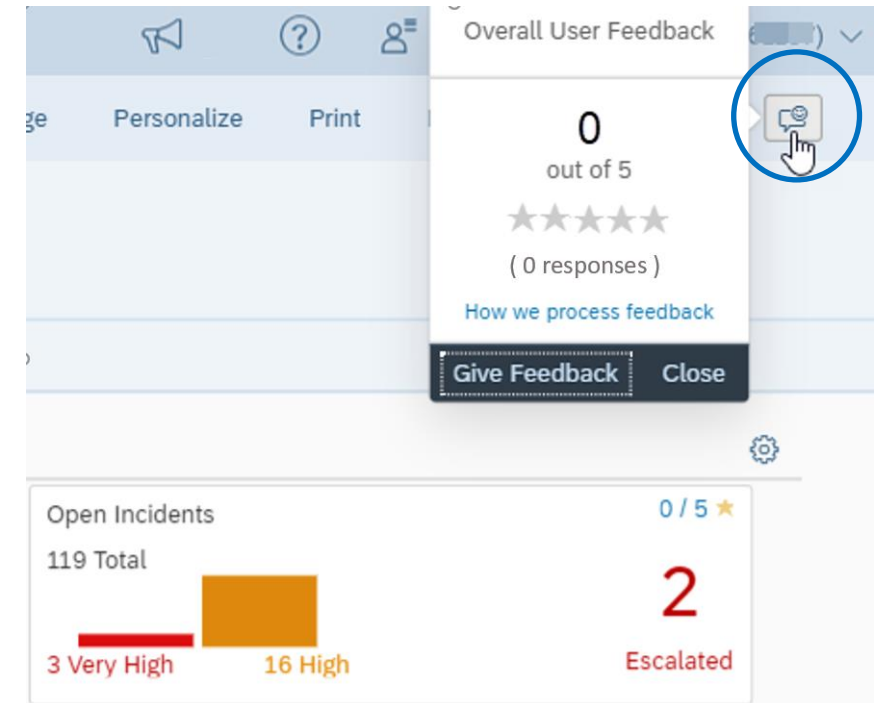 Overall User Feedback
)
ge Personalize Print
0
out of 5
( 0 responses )
How we process feedback
Give Feedback Close
Open Incidents 0 / 5
119 Total
2
3 Very High 16 High Escalated